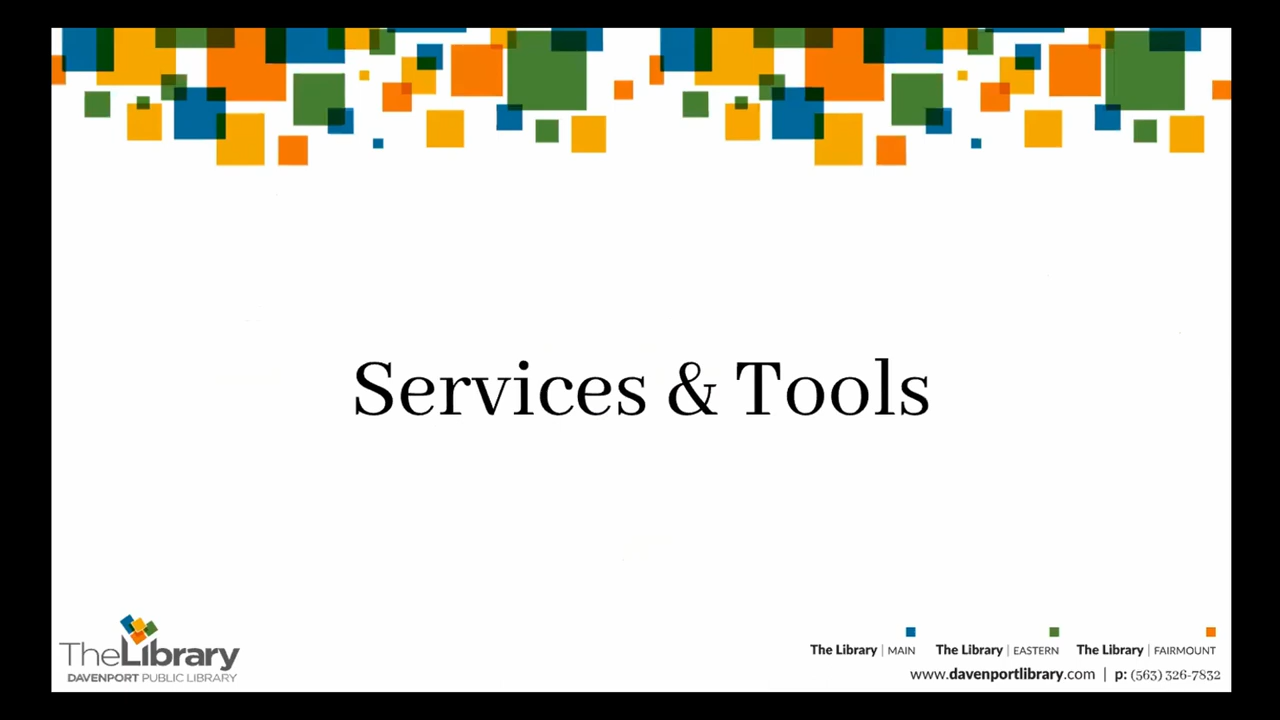 Services & Tools
TheLibrary
DAVENPORT PUBLIC LIBRARY
The Library | MAIN The Library | EASTERN The Library | FAIRMOUNT
www.davenportlibrary.com | p: (563) 326-7832